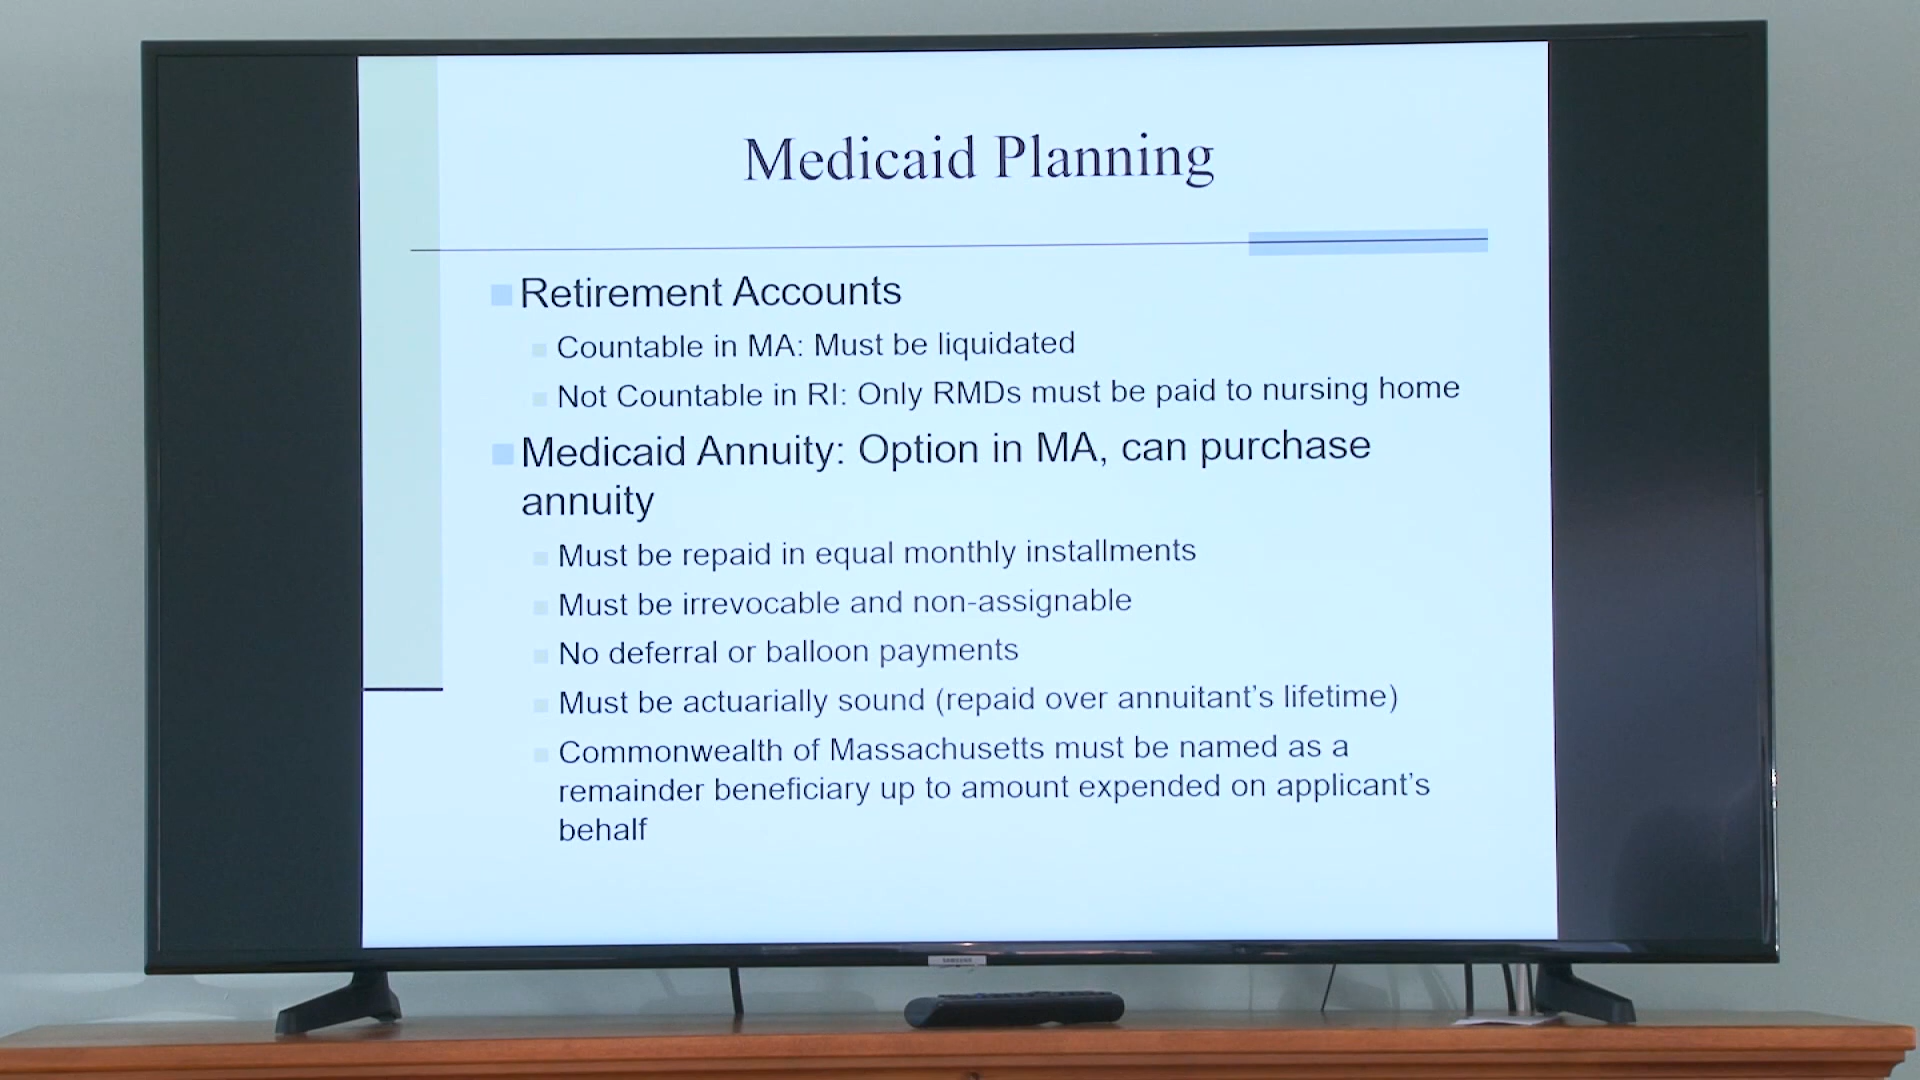 Medicaid Planning
Retirement Accounts
Countable in MA: Must be liquidated
Not Countable in RI: Only RMDs must be paid to nursing home
Medicaid Annuity: Option in MA, can purchase
annuity
Must be repaid in equal monthly installments
Must be irrevocable and non-assignable
No deferral or balloon payments
Must be actuarially sound (repaid over annuitant’s lifetime)
Commonwealth of Massachusetts must be named as a
remainder beneficiary up to amount expended on applicant’s
behalf
SAMSUNG